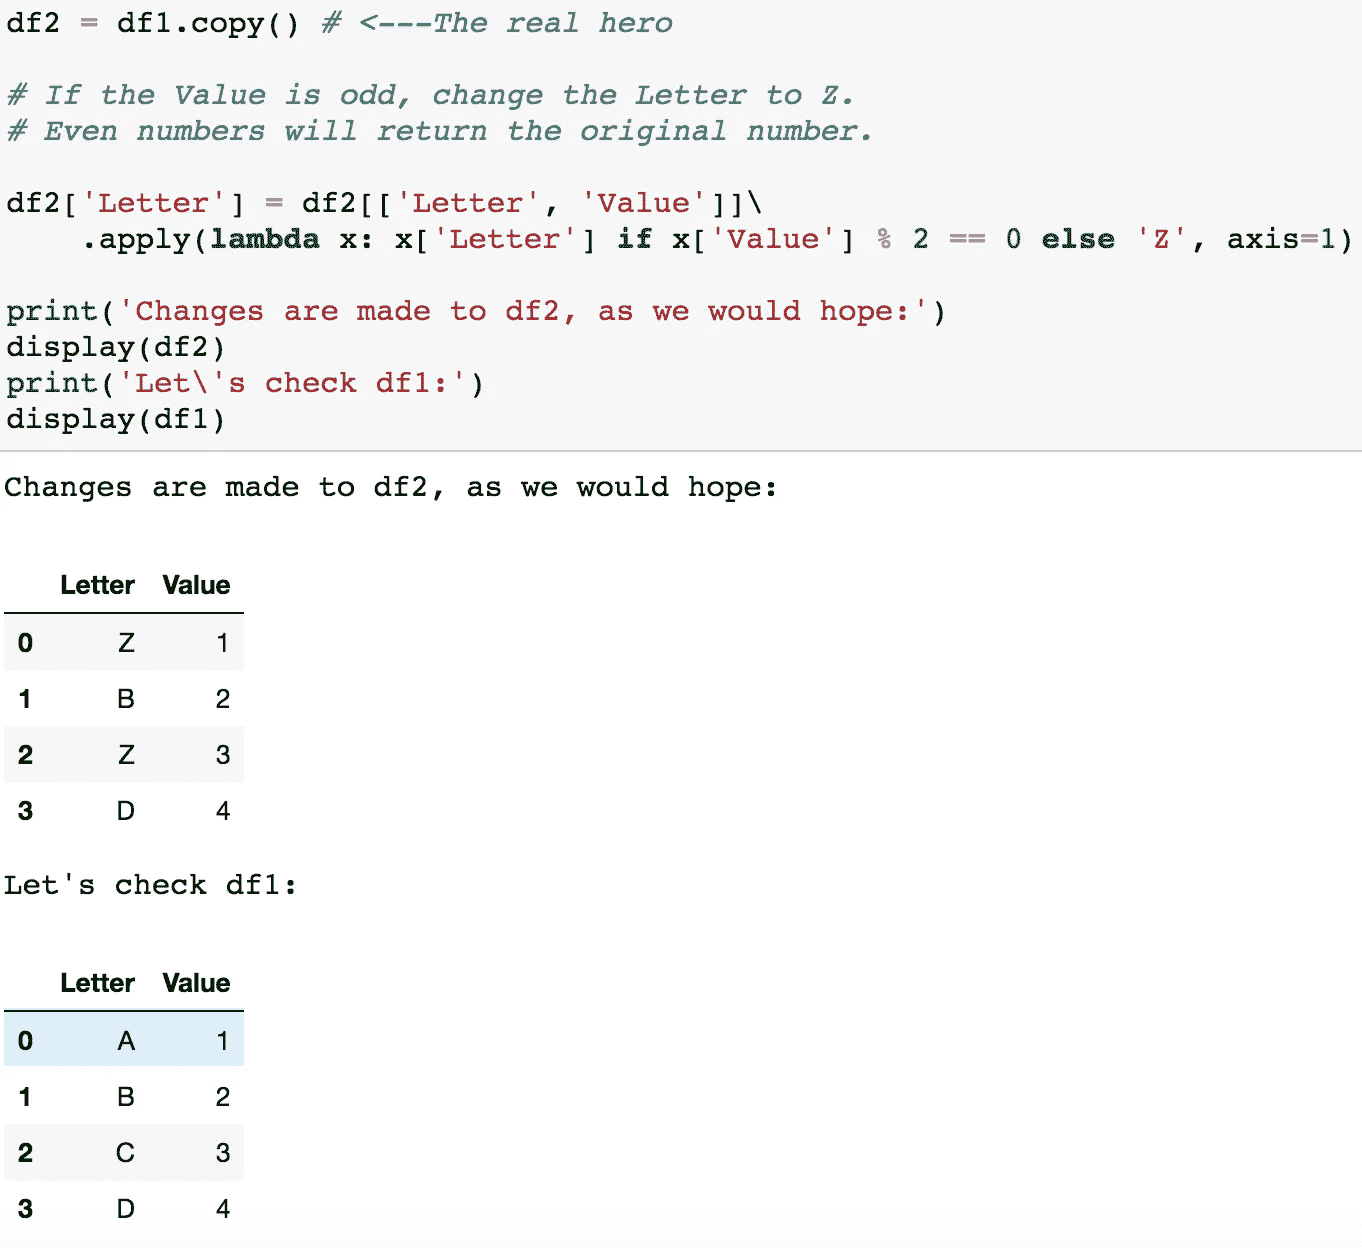 df2 = df1.copy() # <---The real hero
# If the Value is odd, change the Letter to Z.
# Even numbers will return the original number.
df2['Letter'] = df2[['Letter', 'Value']]\
    .apply(lambda x: x['Letter'] if x['Value'] % 2 == 0 else 'Z', axis=1)
print('Changes are made to df2, as we would hope:')
display(df2)
print('Let\'s check df1:')
display(df1)
Changes are made to df2, as we would hope:
Letter Value
0 Z 1
1 B 2
2 Z 3
3 D 4
Let's check df1:
Letter Value
0 A 1
1 B 2
2 C 3
3 D 4